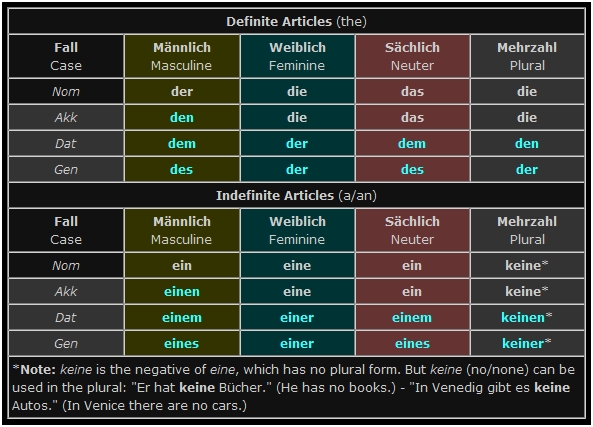 Definite Articles (the)
Fall Männlich Weiblich Sächlich Mehrzahl
Case Masculine Feminine Neuter Plural
Nom der die das die
Akk den die das die
Dat dem der dem den
Gen des der des der
Indefinite Articles (a/an)
Fall Männlich Weiblich Sächlich Mehrzahl
Case Masculine Feminine Neuter Plural
Nom ein eine ein keine*
Akk einen eine ein keine*
Dat einem einer einem keinen*
Gen eines einer eines keiner*
*Note: keine is the negative of eine, which has no plural form. But keine (no/none) can be
used in the plural: "Er hat keine Bücher." (He has no books.) - "In Venedig gibt es keine
Autos." (In Venice there are no cars.)